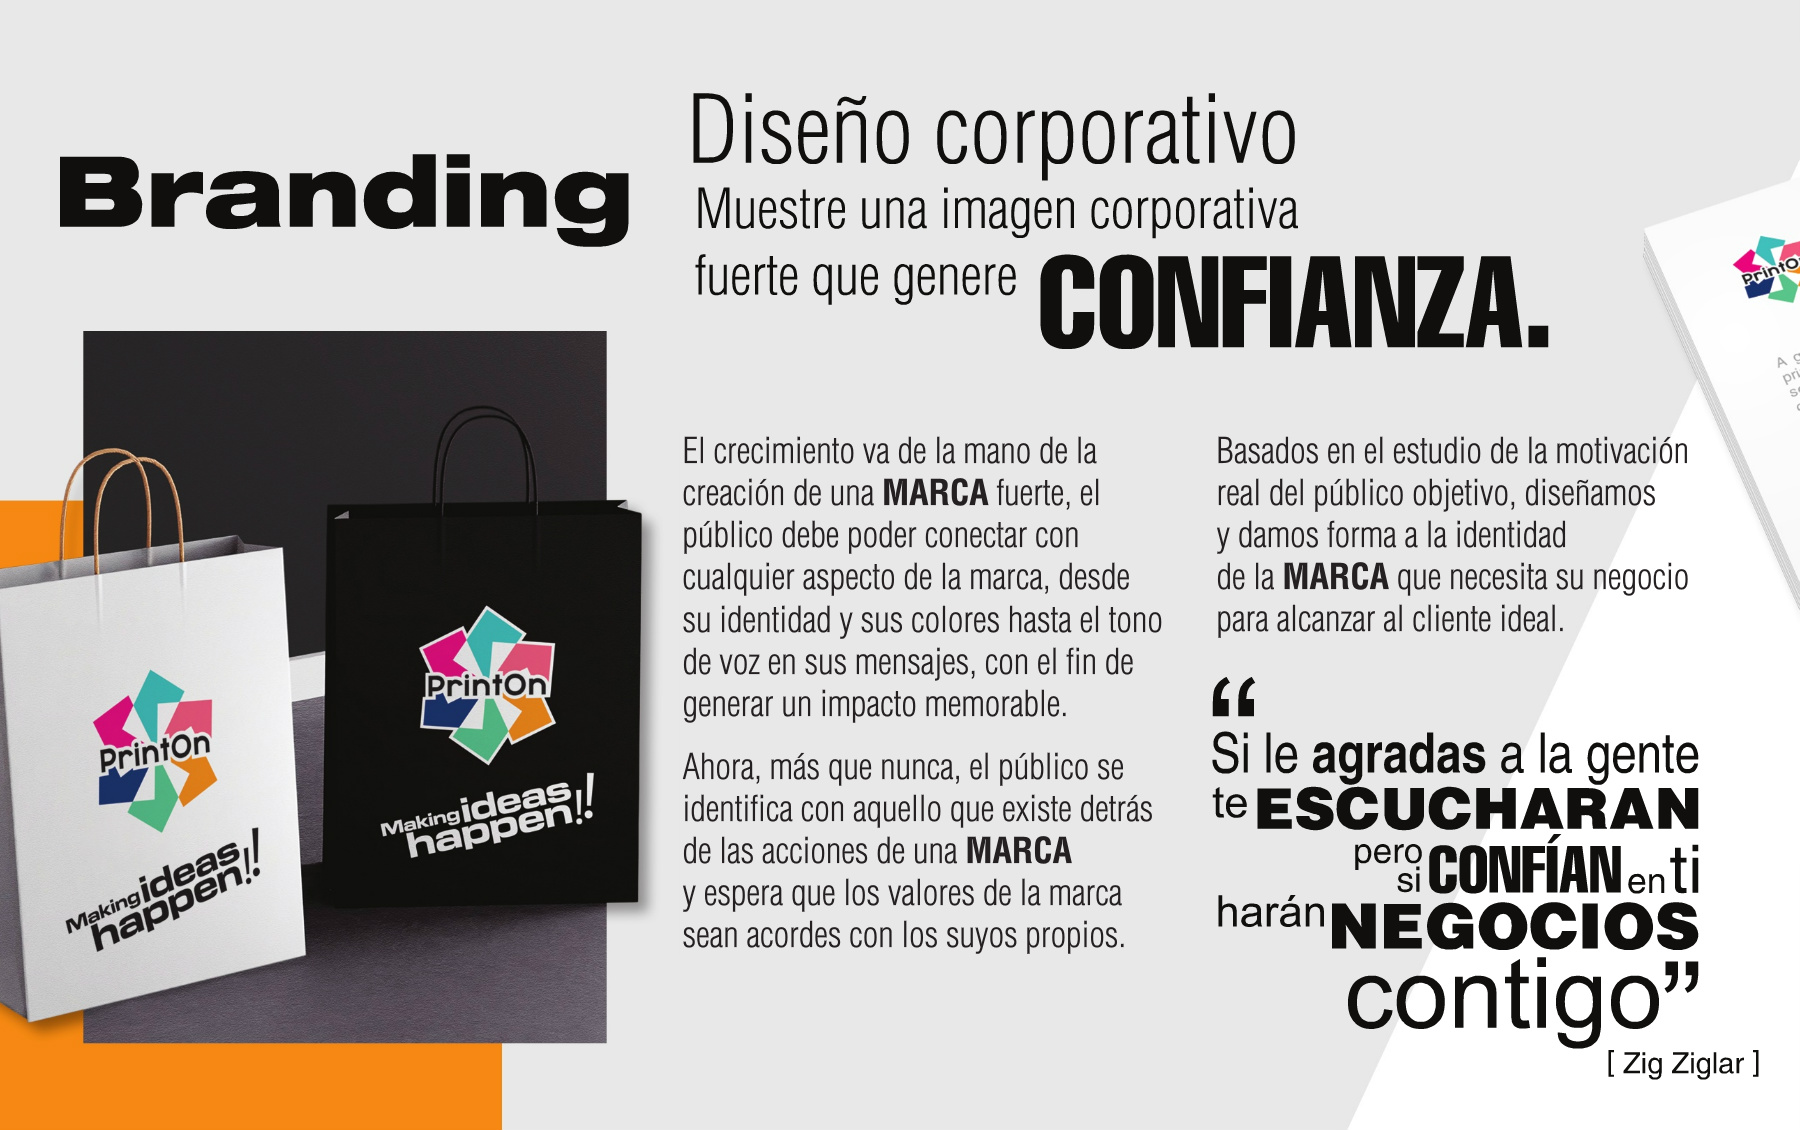 Branding
Diseño corporativo
Muestre una imagen corporativa
fuerte que genere CONFIANZA.
El crecimiento va de la mano de la
creación de una MARCA fuerte, el
público debe poder conectar con
cualquier aspecto de la marca, desde
su identidad y sus colores hasta el tono
de voz en sus mensajes, con el fin de
generar un impacto memorable.
Ahora, más que nunca, el público se
identifica con aquello que existe detrás
de las acciones de una MARCA
y espera que los valores de la marca
sean acordes con los suyos propios.
Basados en el estudio de la motivación
real del público objetivo, diseñamos
y damos forma a la identidad
de la MARCA que necesita su negocio
para alcanzar al cliente ideal.
“
Si le agradas a la gente
te ESCUCHARAN
pero
si CONFÍAN en ti
harán NEGOCIOS
contigo”
[ Zig Ziglar ]
PrintOn
Making ideas
happen!!
PrintOn
Making ideas
happen!!
PrintO
A